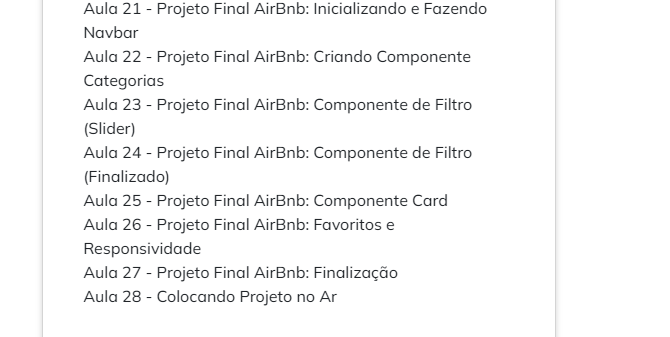 Aula 21 - Projeto Final AirBnb: Inicializando e Fazendo
Navbar
Aula 22 - Projeto Final AirBnb: Criando Componente
Categorias
Aula 23 - Projeto Final AirBnb: Componente de Filtro
(Slider)
Aula 24 - Projeto Final AirBnb: Componente de Filtro
(Finalizado)
Aula 25 - Projeto Final AirBnb: Componente Card
Aula 26 - Projeto Final AirBnb: Favoritos e
Responsividade
Aula 27 - Projeto Final AirBnb: Finalização
Aula 28 - Colocando Projeto no Ar